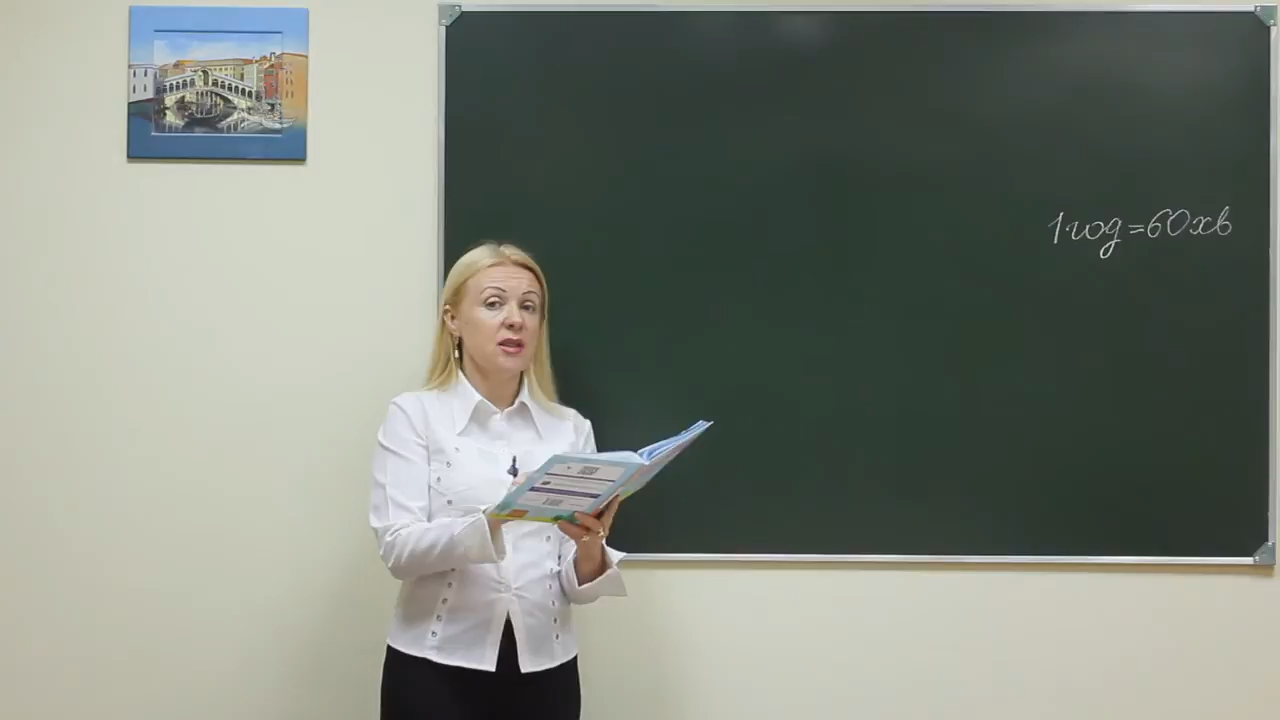 1 год = 60 хв